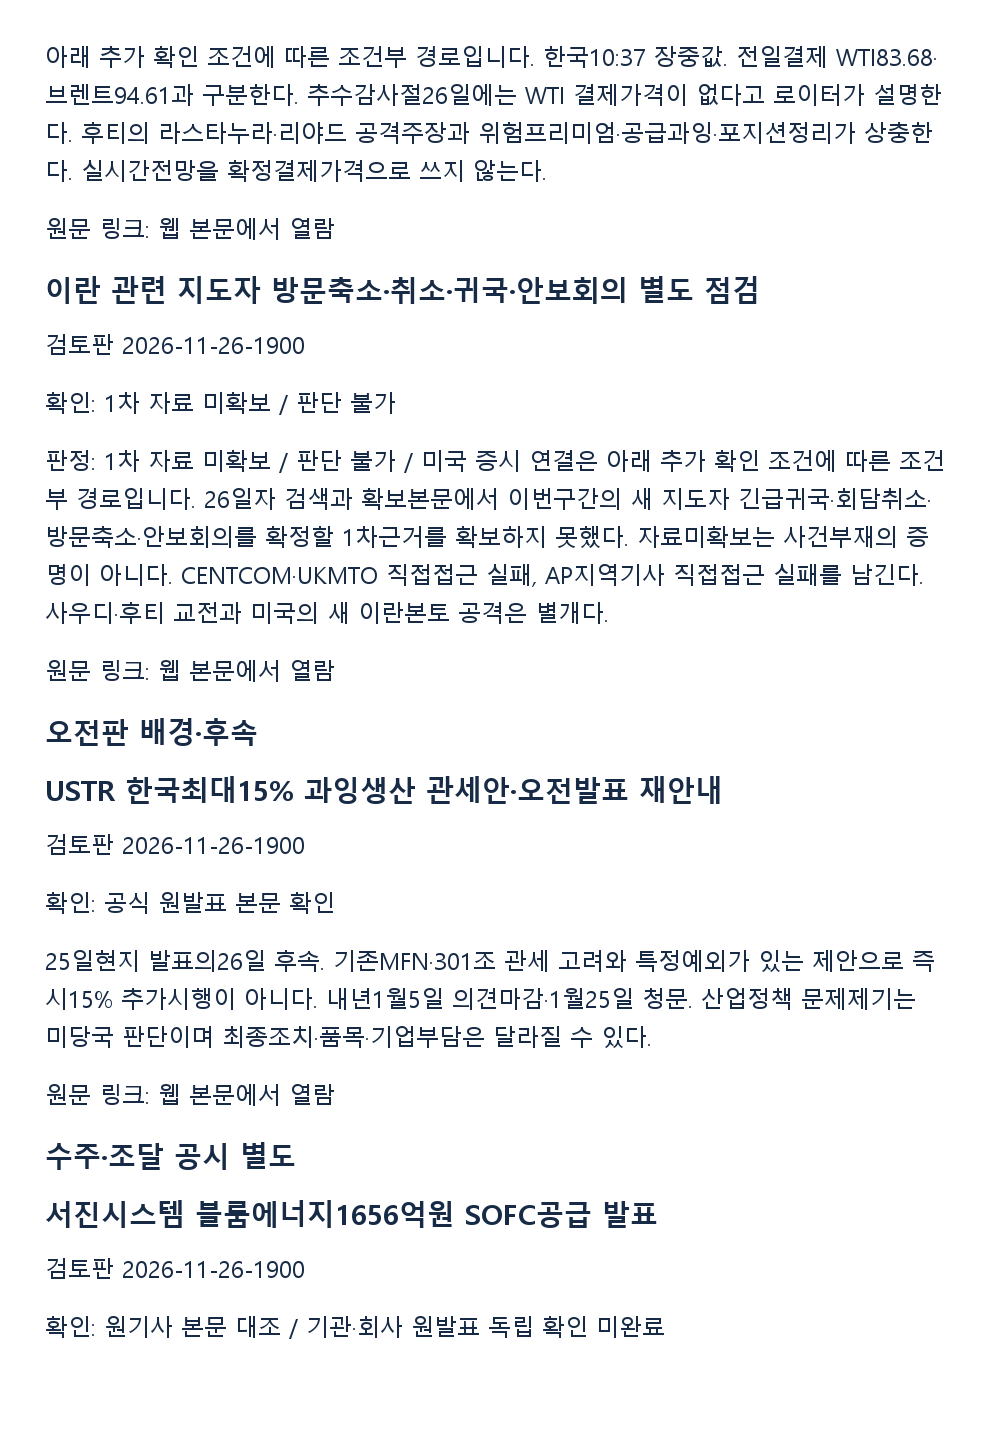 아래 추가 확인 조건에 따른 조건부 경로입니다. 한국10:37 장중값. 전일결제 WTI83.68·
브렌트94.61과 구분한다. 추수감사절26일에는 WTI 결제가격이 없다고 로이터가 설명한
다. 후티의 라스타누라·리야드 공격주장과 위험프리미엄·공급과잉·포지션정리가 상충한
다. 실시간전망을 확정결제가격으로 쓰지 않는다.
원문 링크: 웹 본문에서 열람
이란 관련 지도자 방문축소·취소·귀국·안보회의 별도 점검
검토판 2026-11-26-1900
확인: 1차 자료 미확보 / 판단 불가
판정: 1차 자료 미확보 / 판단 불가 / 미국 증시 연결은 아래 추가 확인 조건에 따른 조건
부 경로입니다. 26일자 검색과 확보본문에서 이번구간의 새 지도자 긴급귀국·회담취소·
방문축소·안보회의를 확정할 1차근거를 확보하지 못했다. 자료미확보는 사건부재의 증
명이 아니다. CENTCOM·UKMTO 직접접근 실패, AP지역기사 직접접근 실패를 남긴다.
사우디·후티 교전과 미국의 새 이란본토 공격은 별개다.
원문 링크: 웹 본문에서 열람
오전판 배경·후속
USTR 한국최대15% 과잉생산 관세안·오전발표 재안내
검토판 2026-11-26-1900
확인: 공식 원발표 본문 확인
25일현지 발표의26일 후속. 기존MFN·301조 관세 고려와 특정예외가 있는 제안으로 즉
시15% 추가시행이 아니다. 내년1월5일 의견마감·1월25일 청문. 산업정책 문제제기는
미당국 판단이며 최종조치·품목·기업부담은 달라질 수 있다.
원문 링크: 웹 본문에서 열람
수주·조달 공시 별도
서진시스템 블룸에너지1656억원 SOFC공급 발표
검토판 2026-11-26-1900
확인: 원기사 본문 대조 / 기관·회사 원발표 독립 확인 미완료